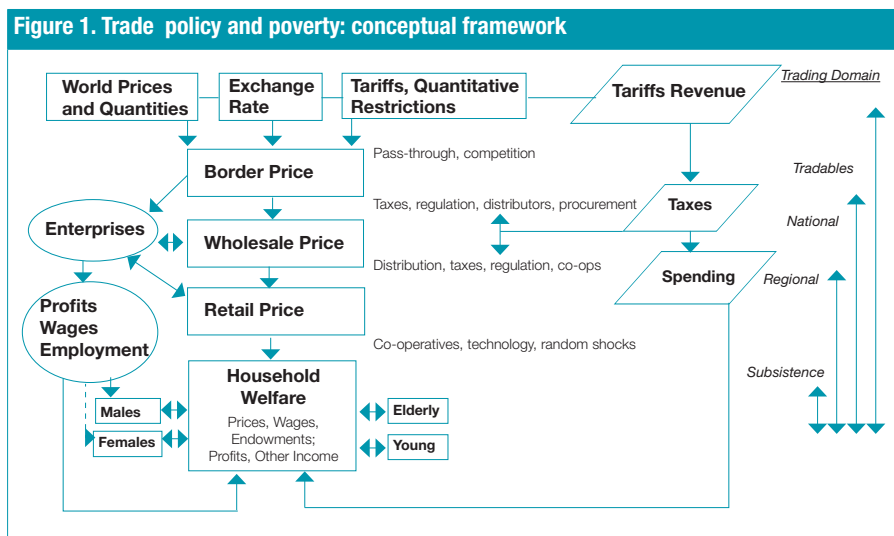 Figure 1. Trade policy and poverty: conceptual framework
World Prices
and Quantities
Exchange
Rate
Tariffs, Quantitative
Restrictions
Tariffs Revenue
Trading Domain
Pass-through, competition
Border Price
Tradables
Taxes, regulation, distributors, procurement
Taxes
Enterprises
Wholesale Price
National
Distribution, taxes, regulation, co-ops
Spending
Regional
Profits
Wages
Employment
Retail Price
Co-operatives, technology, random shocks
Household
Welfare
Subsistence
Males
Prices, Wages,
Endowments;
Profits, Other Income
Elderly
Females
Young